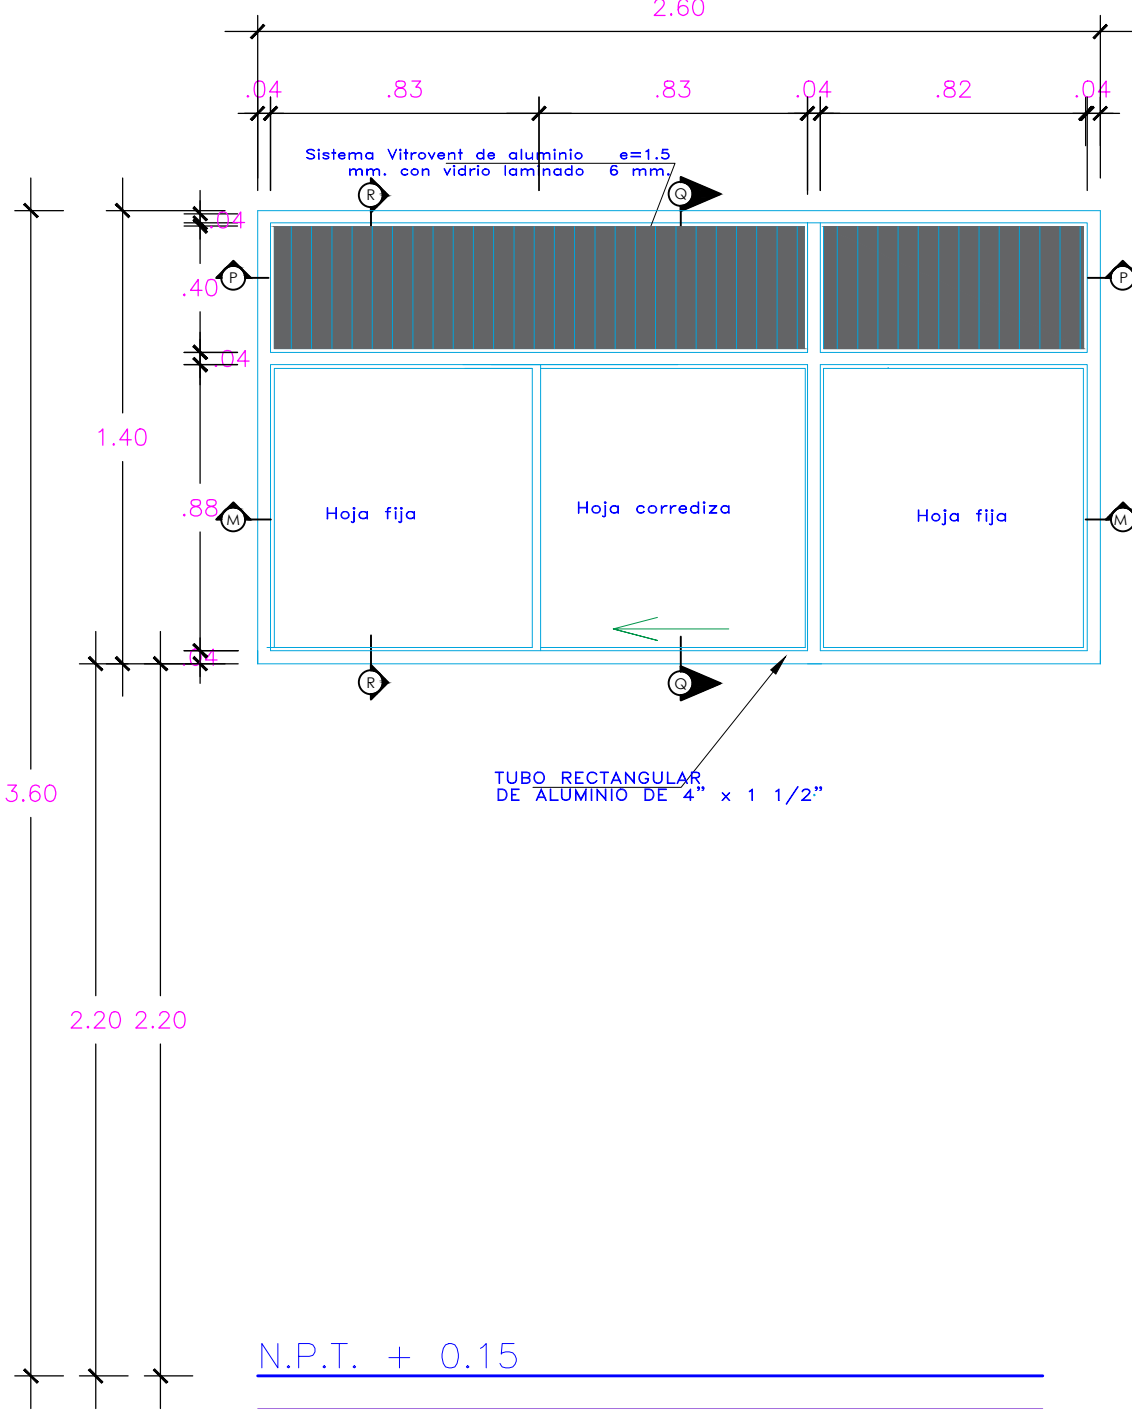 2.60
.04
.83
.83
.04
.82
.04
Sistema Vitrovent de aluminio e=1.5
mm. con vidrio laminado 6 mm.
R
Q
.04
P
P
.40
.04
1.40
.88
M
M
Hoja fija
Hoja corrediza
Hoja fija
.04
R
Q
TUBO RECTANGULAR
DE ALUMINIO DE 4” x 1 1/2”
3.60
2.20
2.20
N.P.T. + 0.15